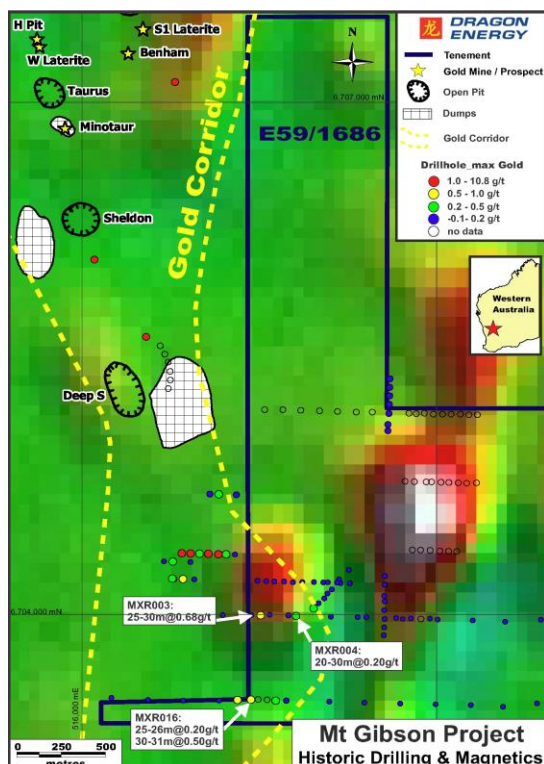 H Pit
S1 Laterite
W Laterite
Benham
Taurus
Minotaur
Sheldon
Deep S
Gold Corridor
N
6,707,000 mN
E59/1686
龙
DRAGON
ENERGY
Tenement
Gold Mine / Prospect
Open Pit
Dumps
Gold Corridor
Drillhole_max Gold
1.0 - 10.8 g/t
0.5 - 1.0 g/t
0.2 - 0.5 g/t
-0.1- 0.2 g/t
no data
Western
Australia
MXR003:
25-30m@0.68g/t
6,704,000 mN
MXR004:
20-30m@0.20g/t
MXR016:
25-26m@0.20g/t
30-31m@0.50g/t
516,000 mE
0 250 500
metres
Mt Gibson Project
Historic Drilling & Magnetics